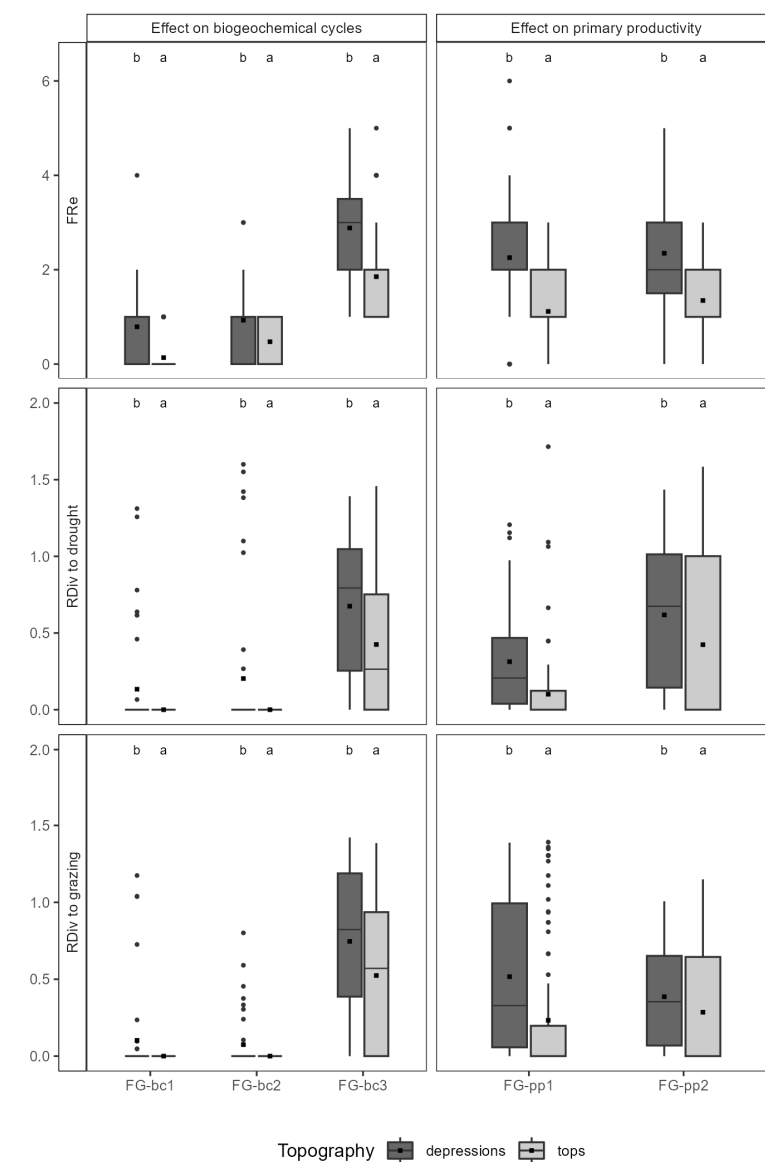 Effect on biogeochemical cycles Effect on primary productivity
FRe
b a b a b a b a b a
6
4
2
0
RDiv to drought
2.0 b a b a b a b a b a
1.5
1.0
0.5
0.0
RDiv to grazing
2.0 b a b a b a b a b a
1.5
1.0
0.5
0.0
FG-bc1 FG-bc2 FG-bc3 FG-pp1 FG-pp2
Topography depressions tops